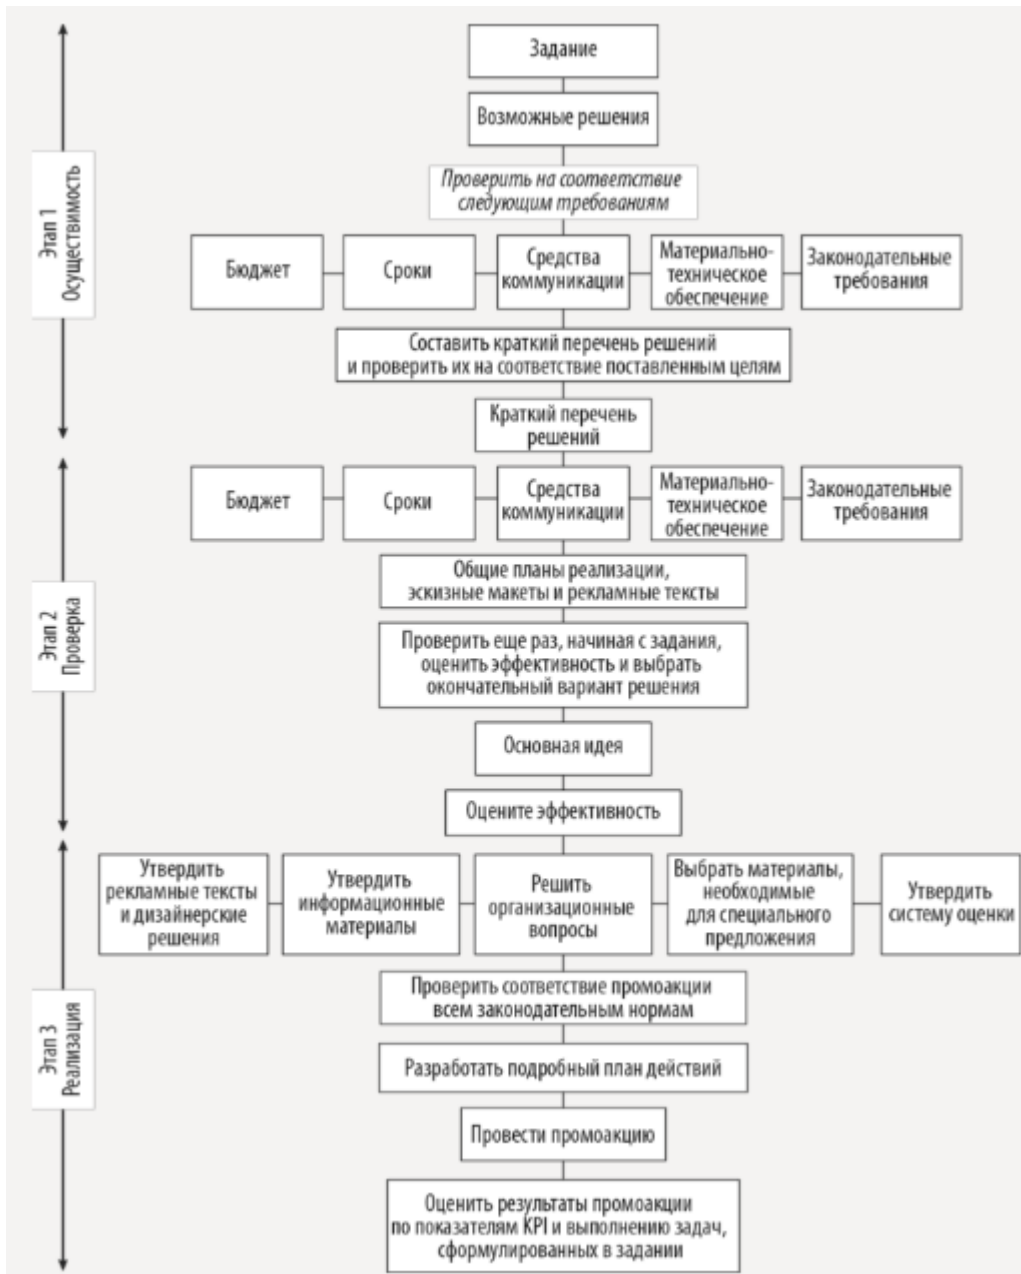 Задание
Возможные решения
Проверить на соответствие
следующим требованиям
Этап 1
Осуществимость
Бюджет
Сроки
Средства
коммуникации
Материально-
техническое
обеспечение
Законодательные
требования
Составить краткий перечень решений
и проверить их на соответствие поставленным целям
Краткий перечень
решений
Этап 2
Проверка
Бюджет
Сроки
Средства
коммуникации
Материально-
техническое
обеспечение
Законодательные
требования
Общие планы реализации,
эскизные макеты и рекламные тексты
Проверить еще раз, начиная с задания,
оценить эффективность и выбрать
окончательный вариант решения
Основная идея
Оцените эффективность
Этап 3
Реализация
Утвердить
рекламные тексты
и дизайнерские
решения
Утвердить
информационные
материалы
Решить
организационные
вопросы
Выбрать материалы,
необходимые
для специального
предложения
Утвердить
систему оценки
Проверить соответствие промоакции
всем законодательным нормам
Разработать подробный план действий
Провести промоакцию
Оценить результаты промоакции
по показателям KPI и выполнению задач,
сформулированных в задании